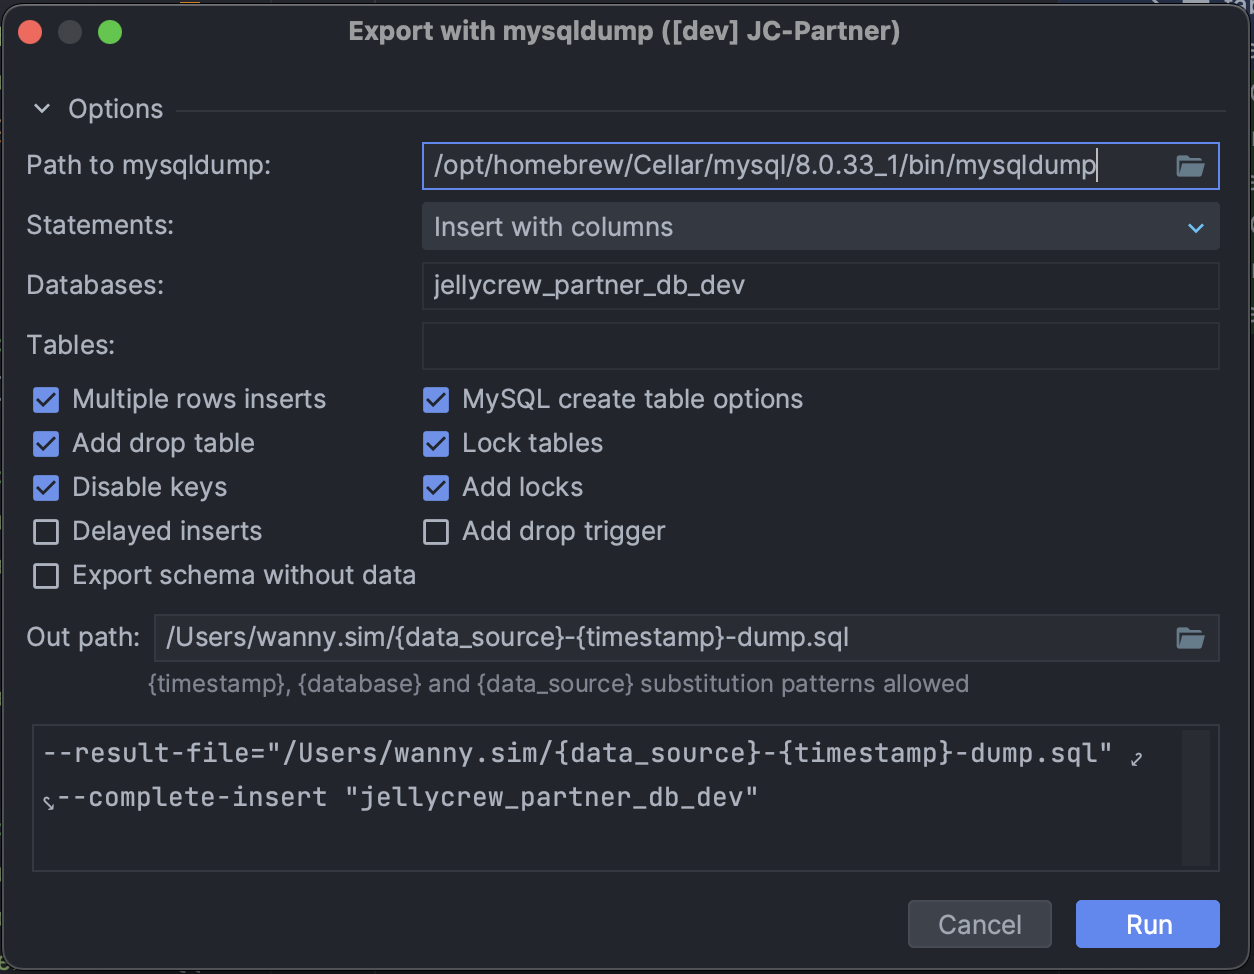 Export with mysqldump ([dev] JC-Partner)
Options
Path to mysqldump: /opt/homebrew/Cellar/mysql/8.0.33_1/bin/mysqldump
Statements: Insert with columns
Databases: jellycrew_partner_db_dev
Tables:
Multiple rows inserts MySQL create table options
Add drop table Lock tables
Disable keys Add locks
Delayed inserts Add drop trigger
Export schema without data
Out path: /Users/wanny.sim/{data_source}-{timestamp}-dump.sql
{timestamp}, {database} and {data_source} substitution patterns allowed
--result-file="/Users/wanny.sim/{data_source}-{timestamp}-dump.sql"
--complete-insert "jellycrew_partner_db_dev"
Cancel Run